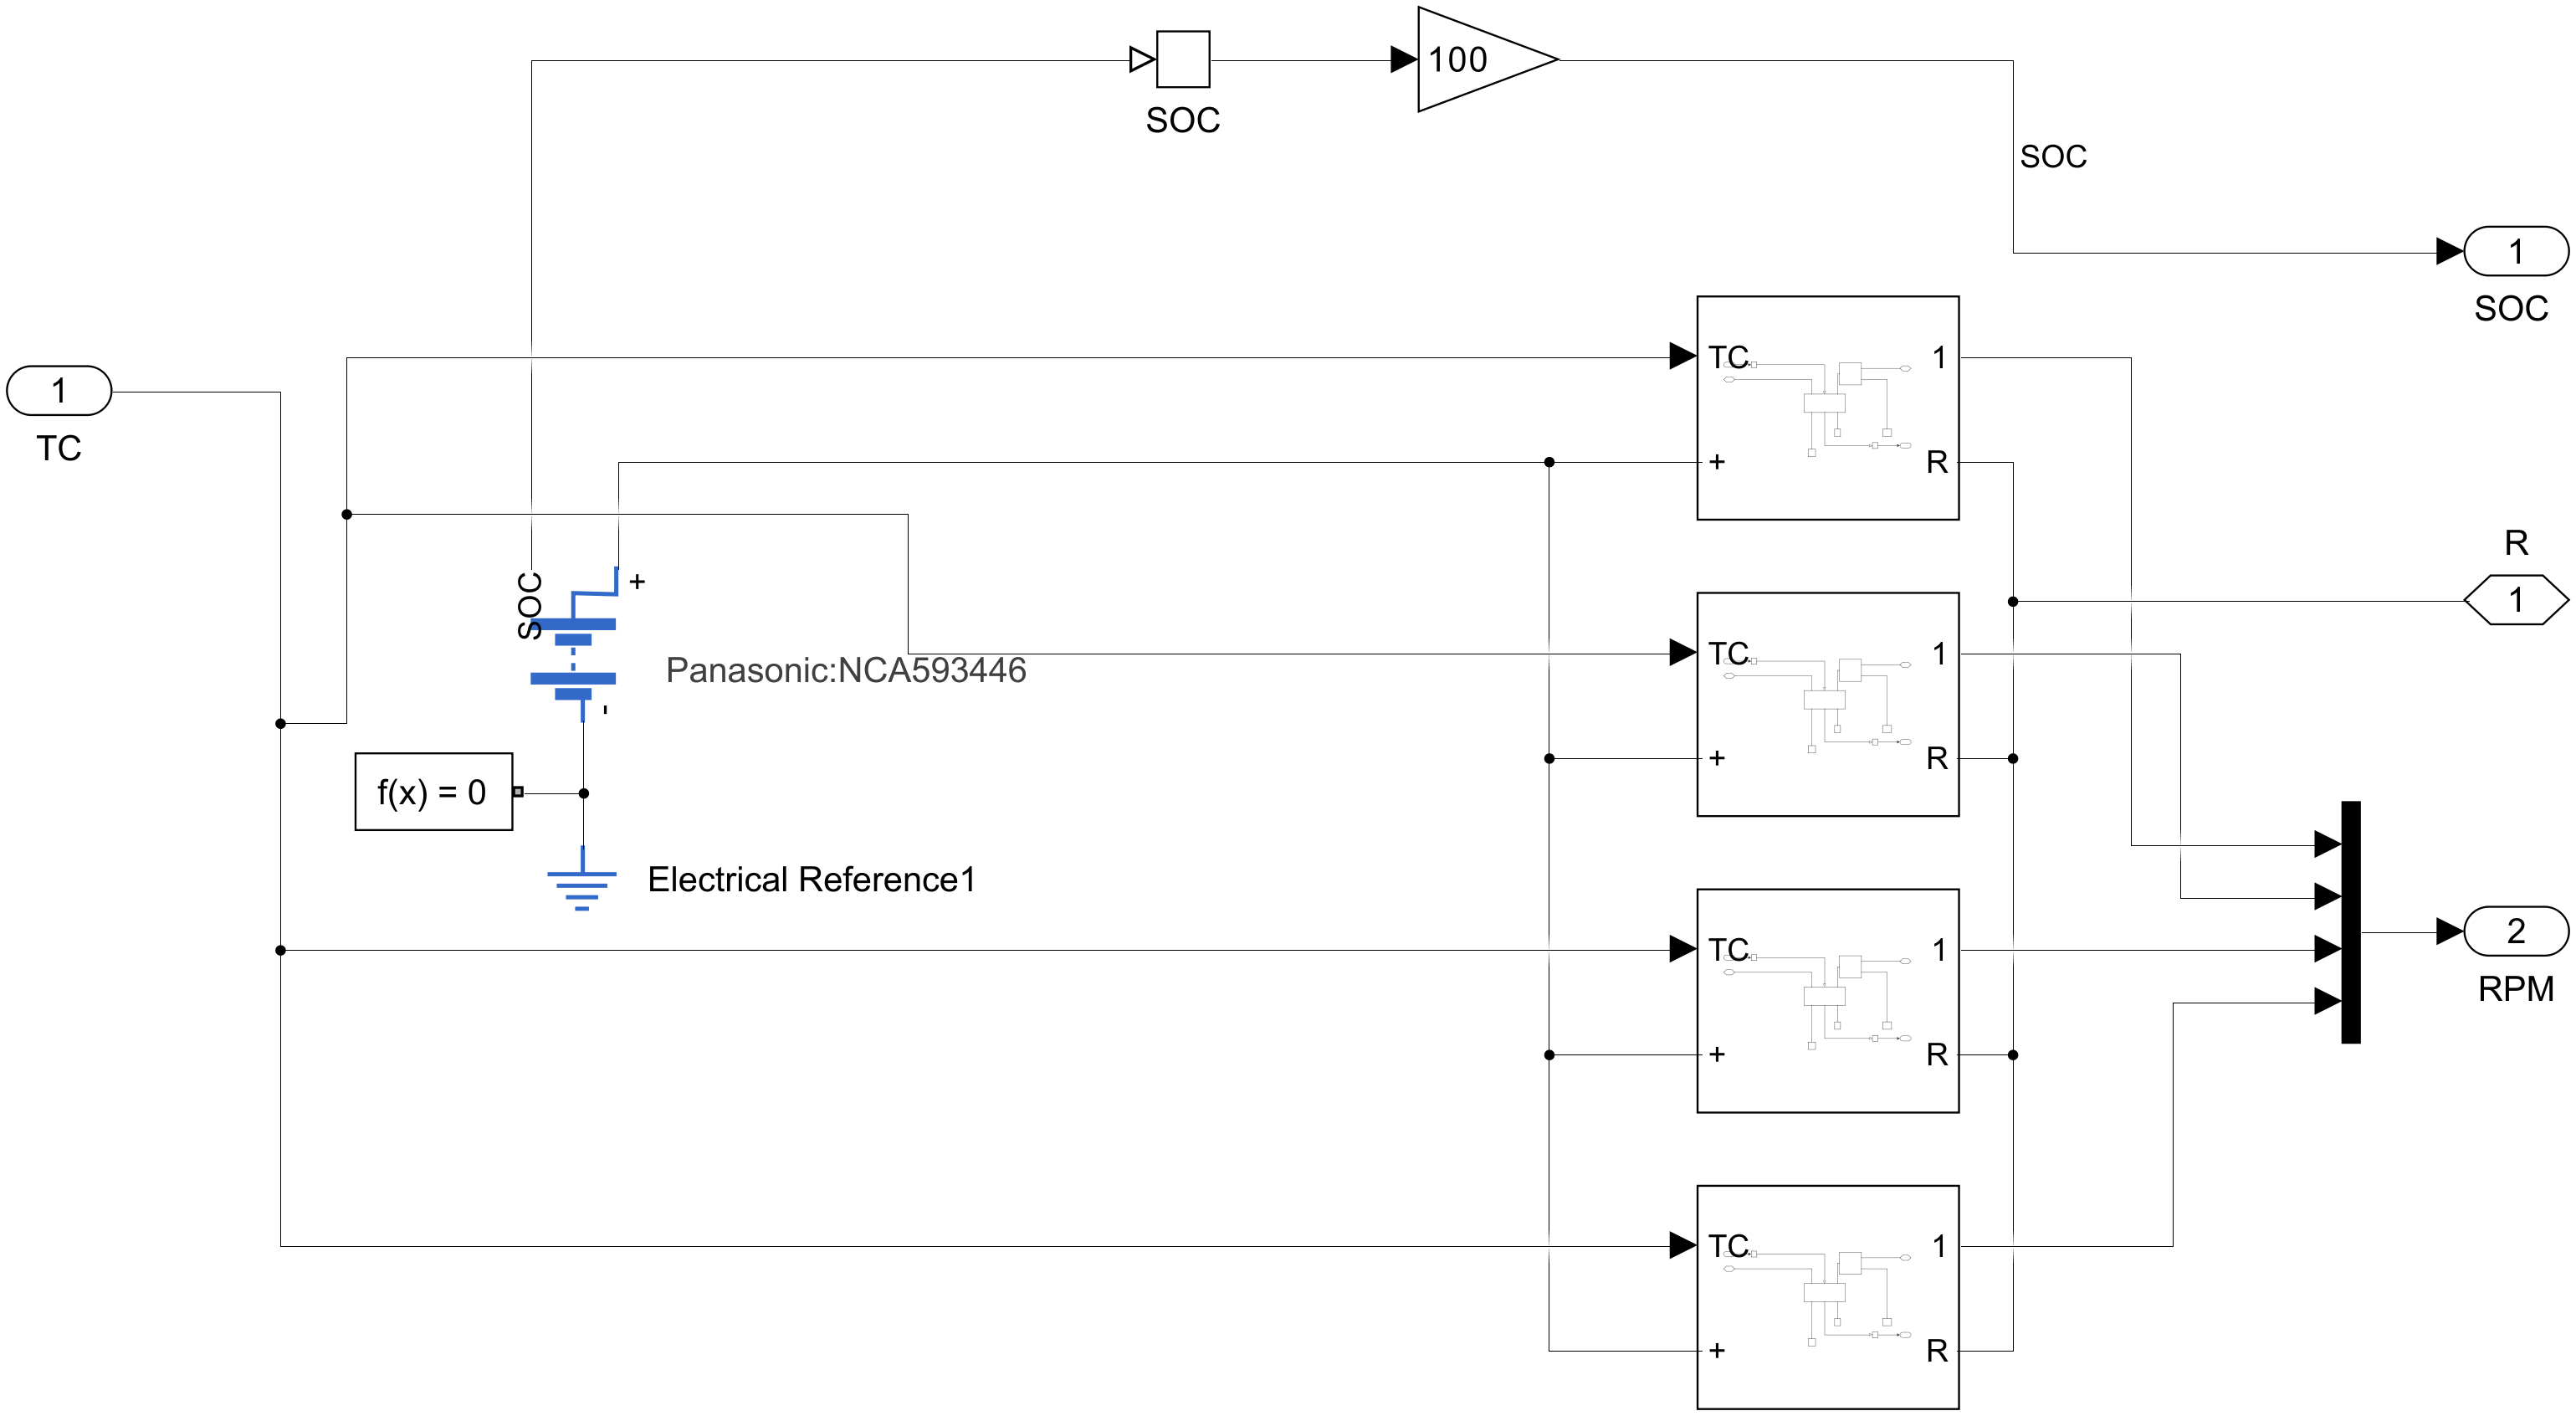 100
SOC
SOC
1
SOC
TC
1
1
TC
+
R
R
SOC
+
1
TC
1
Panasonic:NCA593446
-
+
R
f(x) = 0
Electrical Reference1
2
TC
1
RPM
+
R
TC
1
+
R